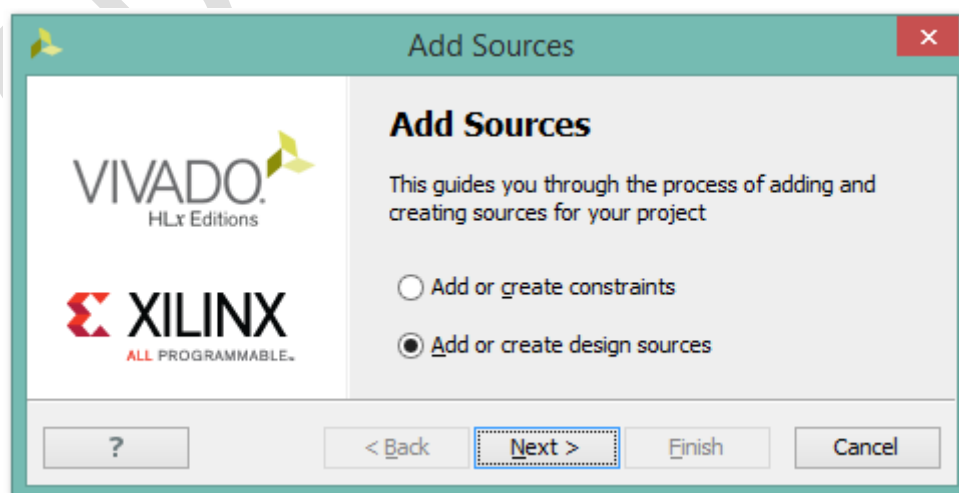 Add Sources
VIVADO.
HLx Editions
XILINX
ALL PROGRAMMABLE.
Add Sources
This guides you through the process of adding and
creating sources for your project
Add or create constraints
Add or create design sources
?
< Back
Next >
Finish
Cancel